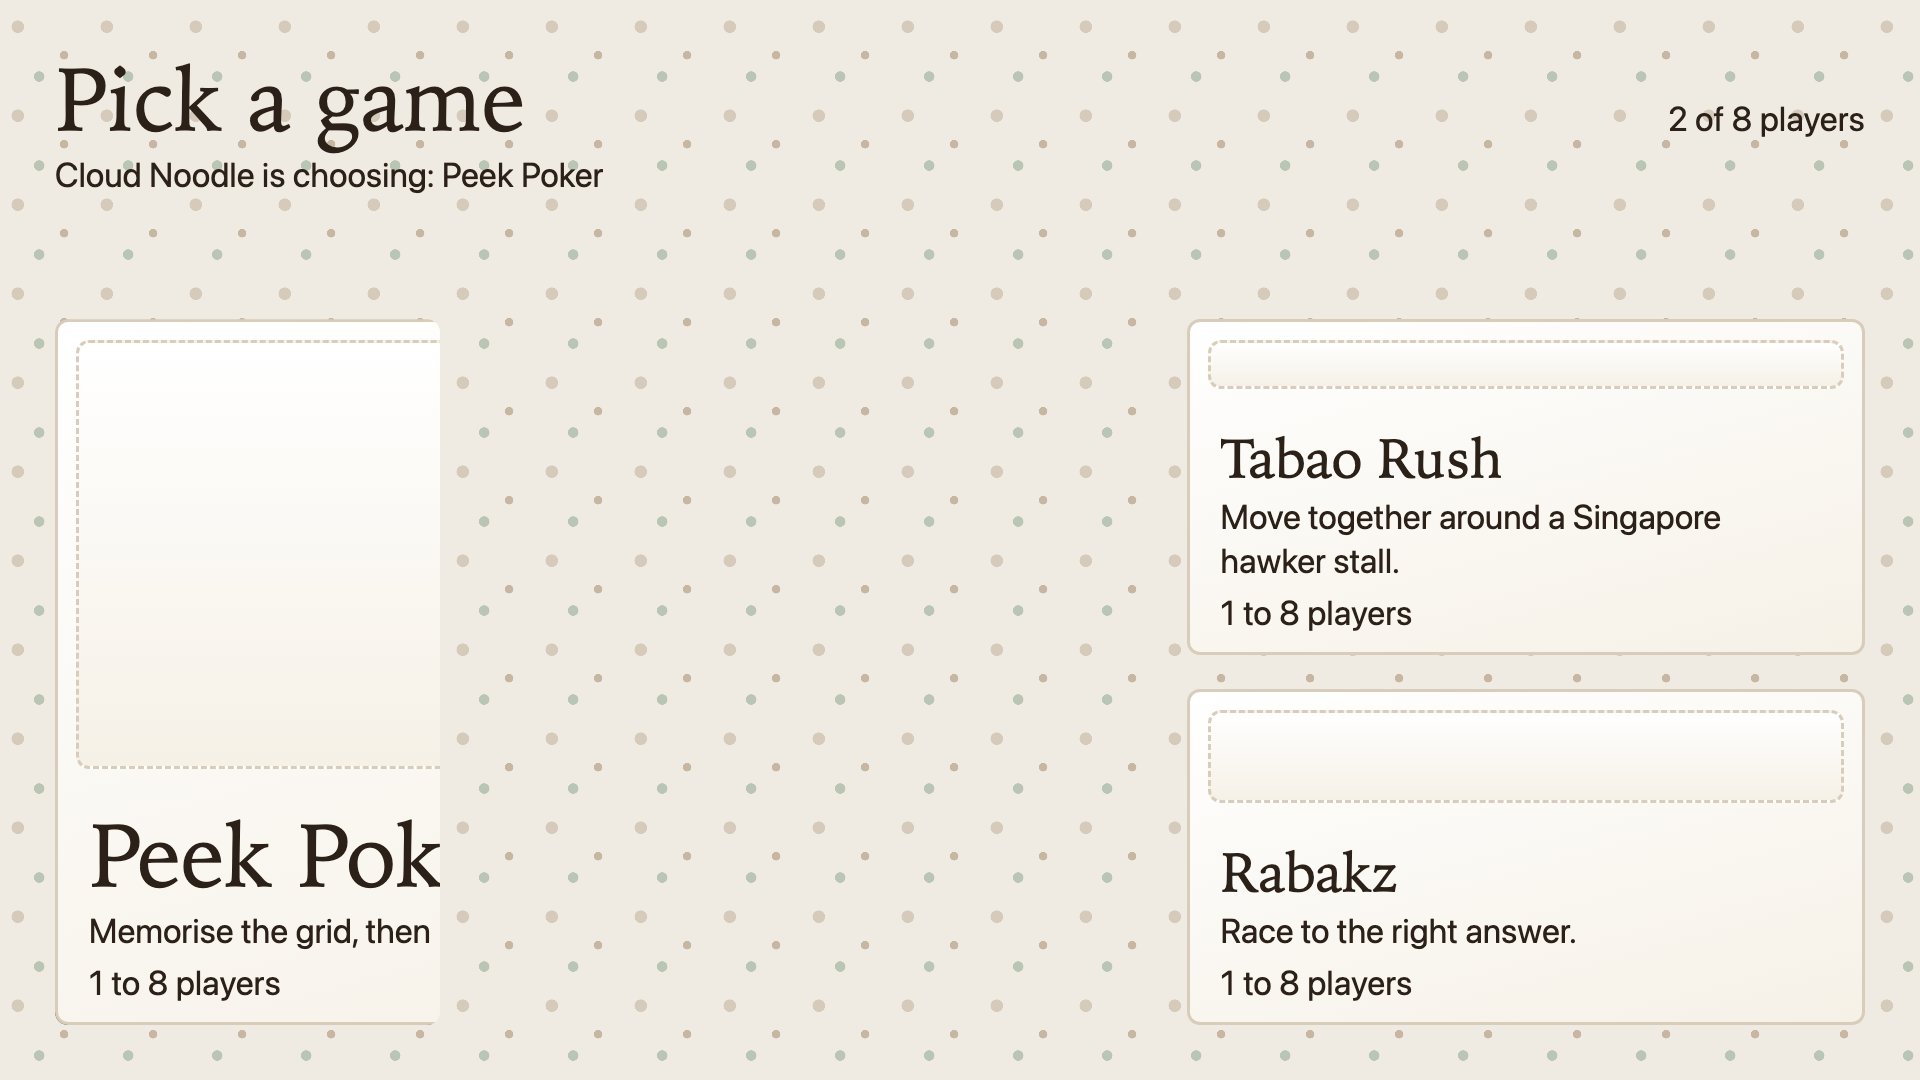 Pick a game
Cloud Noodle is choosing: Peek Poker
2 of 8 players
Peek Pok
Memorise the grid, then
1 to 8 players
Tabao Rush
Move together around a Singapore
hawker stall.
1 to 8 players
Rabakz
Race to the right answer.
1 to 8 players